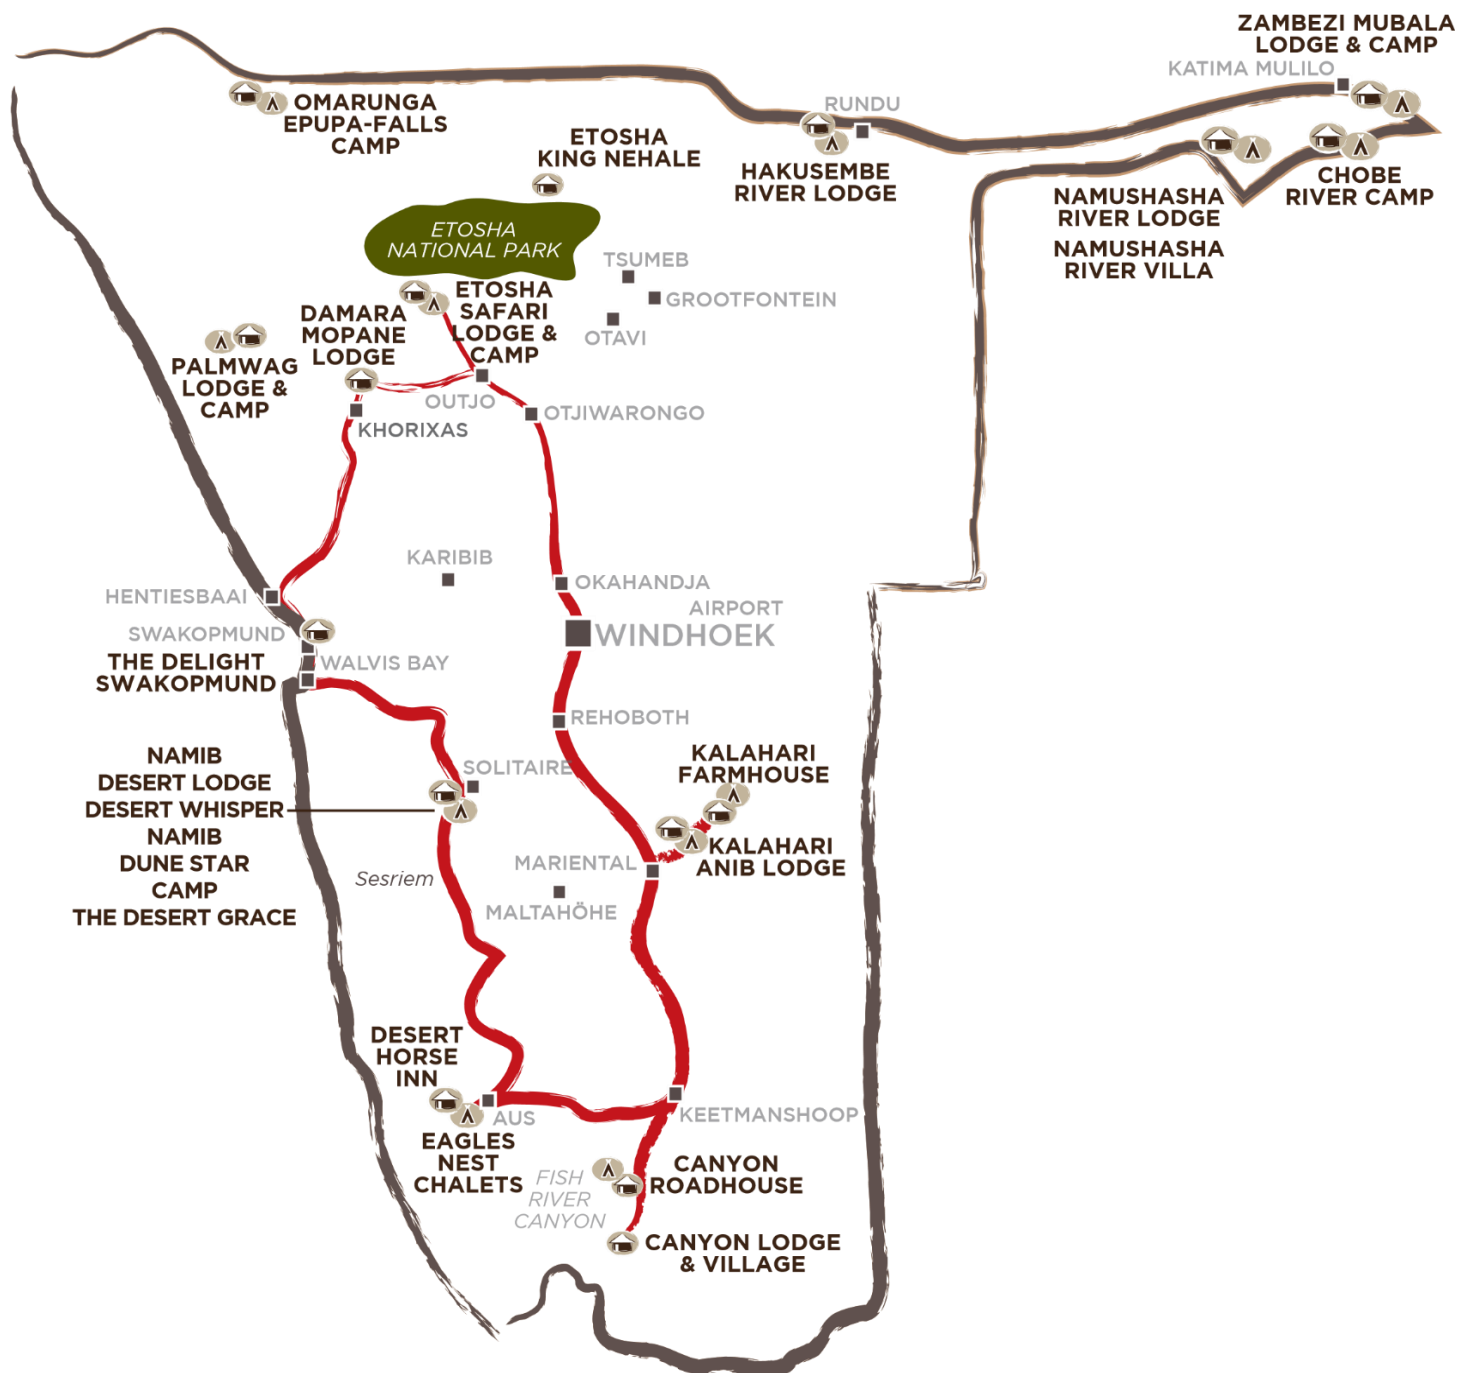 ZAMBEZI MUBALA
LODGE & CAMP
KATIMA MULILO
OMARUNGA
EPUPA-FALLS
CAMP
ETOSHA
KING NEHALE
RUNDU
HAKUSEMBE
RIVER LODGE
NAMUSHASHA
RIVER LODGE
NAMUSHASHA
RIVER VILLA
CHOBE
RIVER CAMP
ETOSHA
NATIONAL PARK
TSUMEB
GROOTFONTEIN
OTAVI
ETOSHA
SAFARI
LODGE &
CAMP
DAMARA
MOPANE
LODGE
PALMWAG
LODGE &
CAMP
OUTJO
OTJIWARONGO
KHORIXAS
KARIBIB
OKAHANDJA
AIRPORT
WINDHOEK
HENTIESBAAI
SWAKOPMUND
THE DELIGHT
SWAKOPMUND
WALVIS BAY
REHOBOTH
NAMIB
DESERT LODGE
DESERT WHISPER
NAMIB
DUNE STAR
CAMP
THE DESERT GRACE
SOLITAIRE
KALAHARI
FARMHOUSE
KALAHARI
ANIB LODGE
MARIENTAL
Sesriem
MALTAHÖHE
DESERT
HORSE
INN
AUS
EAGLES
NEST
CHALETS
KEETMANSHOOP
FISH
RIVER
CANYON
CANYON
ROADHOUSE
CANYON LODGE
& VILLAGE